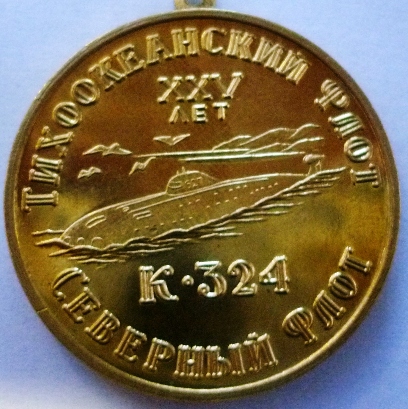 ТИХООКЕАНСКИЙ ФЛОТ
XXV
ЛЕТ
К-324
СЕВЕРНЫЙ ФЛОТ